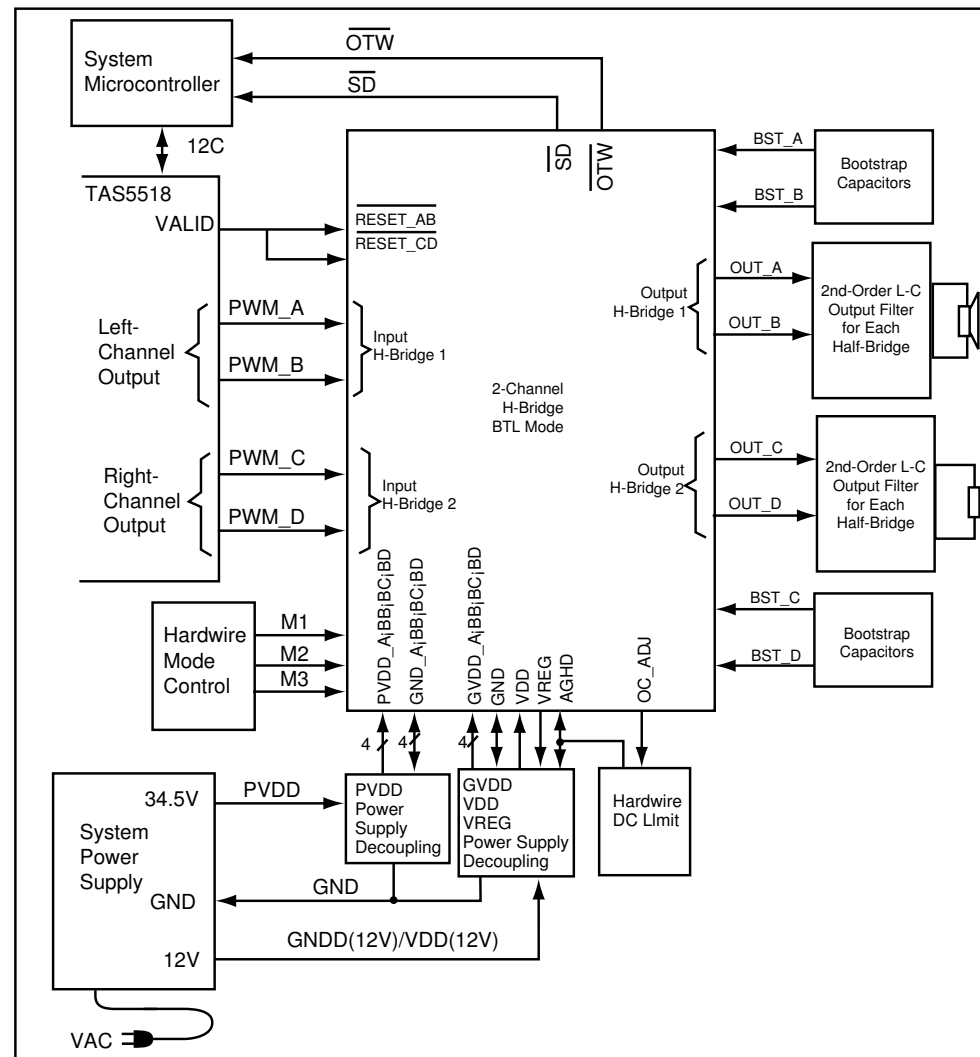 OTW
System
Microcontroller
SD
12C
TAS5518
VALID
RESET_AB
RESET_CD
SD
OTW
BST_A
BST_B
Bootstrap
Capacitors
Left-
Channel
Output
PWM_A
PWM_B
Input
H-Bridge 1
Output
H-Bridge 1
OUT_A
OUT_B
2nd-Order L-C
Output Filter
for Each
Half-Bridge
2-Channel
H-Bridge
BTL Mode
Right-
Channel
Output
PWM_C
PWM_D
Input
H-Bridge 2
Output
H-Bridge 2
OUT_C
OUT_D
2nd-Order L-C
Output Filter
for Each
Half-Bridge
Hardwire
Mode
Control
M1
M2
M3
PVDD_A¡BB¡BC¡BD
GND_A¡BB¡BC¡BD
GVDD_A¡BB¡BC¡BD
GND
VDD
VREG
AGHD
OC_ADJ
BST_C
BST_D
Bootstrap
Capacitors
4
4
4
System
Power
Supply
34.5V
PVDD
PVDD
Power
Supply
Decoupling
GVDD
VDD
VREG
Power Supply
Decoupling
Hardwire
DC LImit
GND
GND
GNDD(12V)/VDD(12V)
12V
VAC